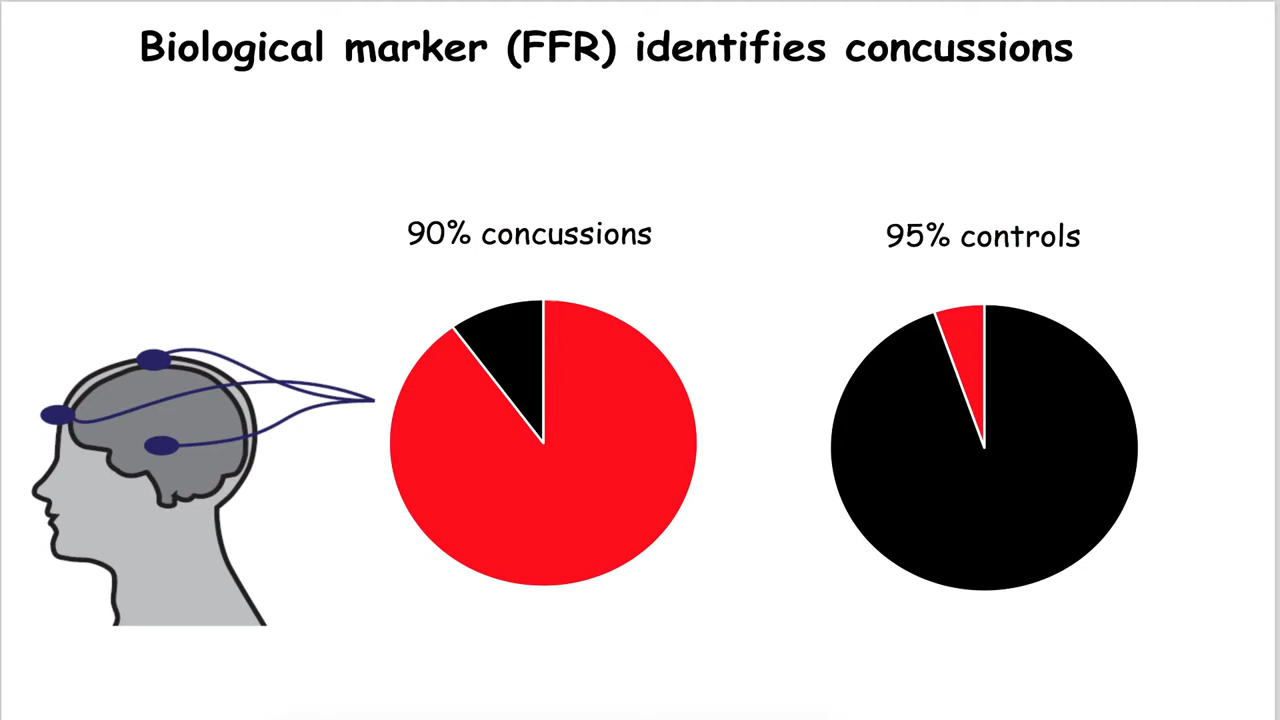 Biological marker (FFR) identifies concussions
90% concussions
95% controls